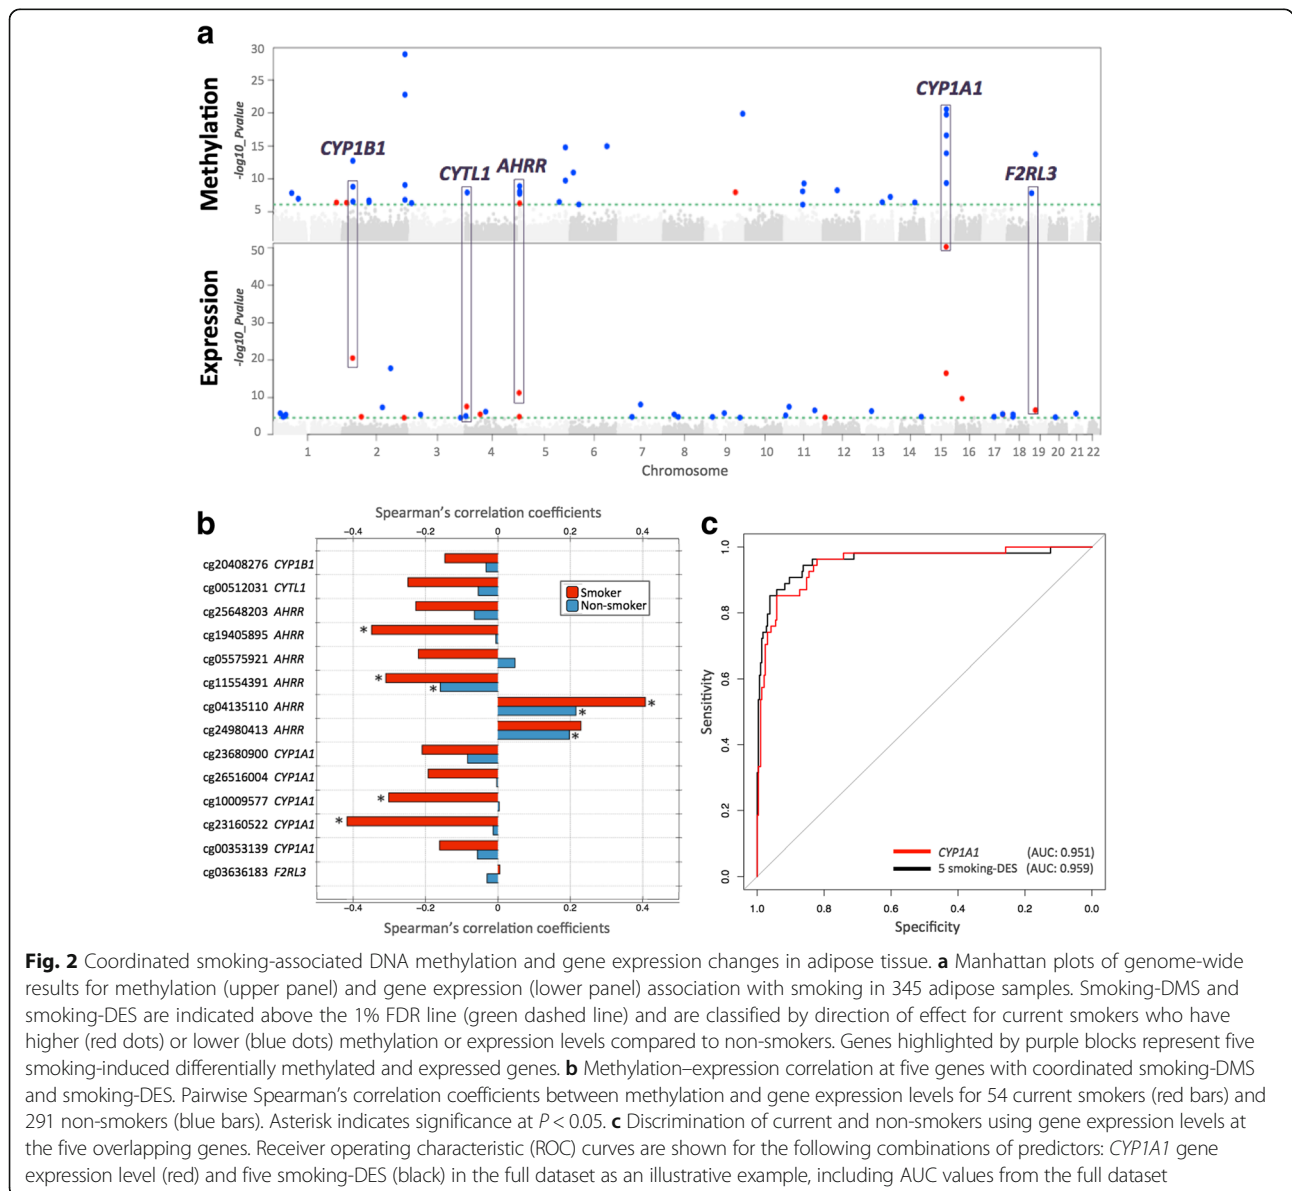 a
Methylation
-log10_Pvalue
30
25
20
15
10
5
CYP1B1
CYTL1
AHRR
CYP1A1
F2RL3
Expression
-log10_Pvalue
50
40
30
20
10
0
1 2 3 4 5 6 7 8 9 10 11 12 13 14 15 16 17 18 19 20 21 22
Chromosome
b
Spearman's correlation coefficients
−0.4 −0.2 0 0.2 0.4
cg20408276 CYP1B1
cg00512031 CYTL1
cg25648203 AHRR
cg19405895 AHRR
cg05575921 AHRR
cg11554391 AHRR
cg04135110 AHRR
cg24980413 AHRR
cg23680900 CYP1A1
cg26516004 CYP1A1
cg10009577 CYP1A1
cg23160522 CYP1A1
cg00353139 CYP1A1
cg03636183 F2RL3
Smoker
Non-smoker
* * * * * * * *
−0.4 −0.2 0 0.2 0.4
Spearman's correlation coefficients
c
Sensitivity
1.0
0.8
0.6
0.4
0.2
0.0
CYP1A1 (AUC: 0.951)
5 smoking-DES (AUC: 0.959)
1.0 0.8 0.6 0.4 0.2 0.0
Specificity
Fig. 2 Coordinated smoking-associated DNA methylation and gene expression changes in adipose tissue. a Manhattan plots of genome-wide
results for methylation (upper panel) and gene expression (lower panel) association with smoking in 345 adipose samples. Smoking-DMS and
smoking-DES are indicated above the 1% FDR line (green dashed line) and are classified by direction of effect for current smokers who have
higher (red dots) or lower (blue dots) methylation or expression levels compared to non-smokers. Genes highlighted by purple blocks represent five
smoking-induced differentially methylated and expressed genes. b Methylation–expression correlation at five genes with coordinated smoking-DMS
and smoking-DES. Pairwise Spearman's correlation coefficients between methylation and gene expression levels for 54 current smokers (red bars) and
291 non-smokers (blue bars). Asterisk indicates significance at P < 0.05. c Discrimination of current and non-smokers using gene expression levels at
the five overlapping genes. Receiver operating characteristic (ROC) curves are shown for the following combinations of predictors: CYP1A1 gene
expression level (red) and five smoking-DES (black) in the full dataset as an illustrative example, including AUC values from the full dataset